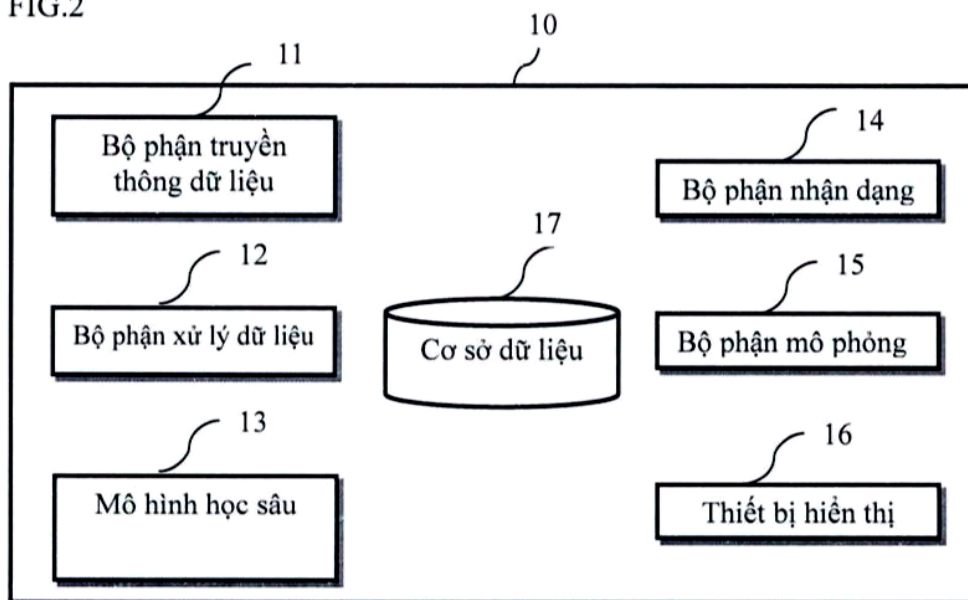 FIG.2
10
11
Bộ phận truyền
thông dữ liệu
12
Bộ phận xử lý dữ liệu
13
Mô hình học sâu
17
Cơ sở dữ liệu
14
Bộ phận nhận dạng
15
Bộ phận mô phỏng
16
Thiết bị hiển thị